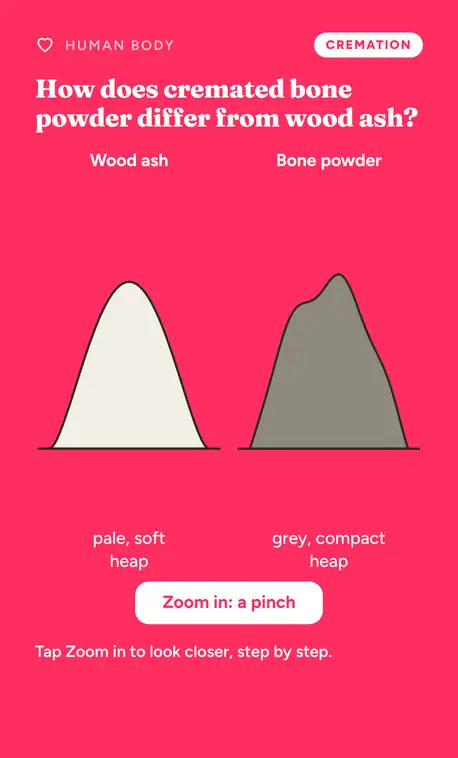 HUMAN BODY
CREMATION
How does cremated bone
powder differ from wood ash?
Wood ash
Bone powder
pale, soft
heap
grey, compact
heap
Zoom in: a pinch
Tap Zoom in to look closer, step by step.